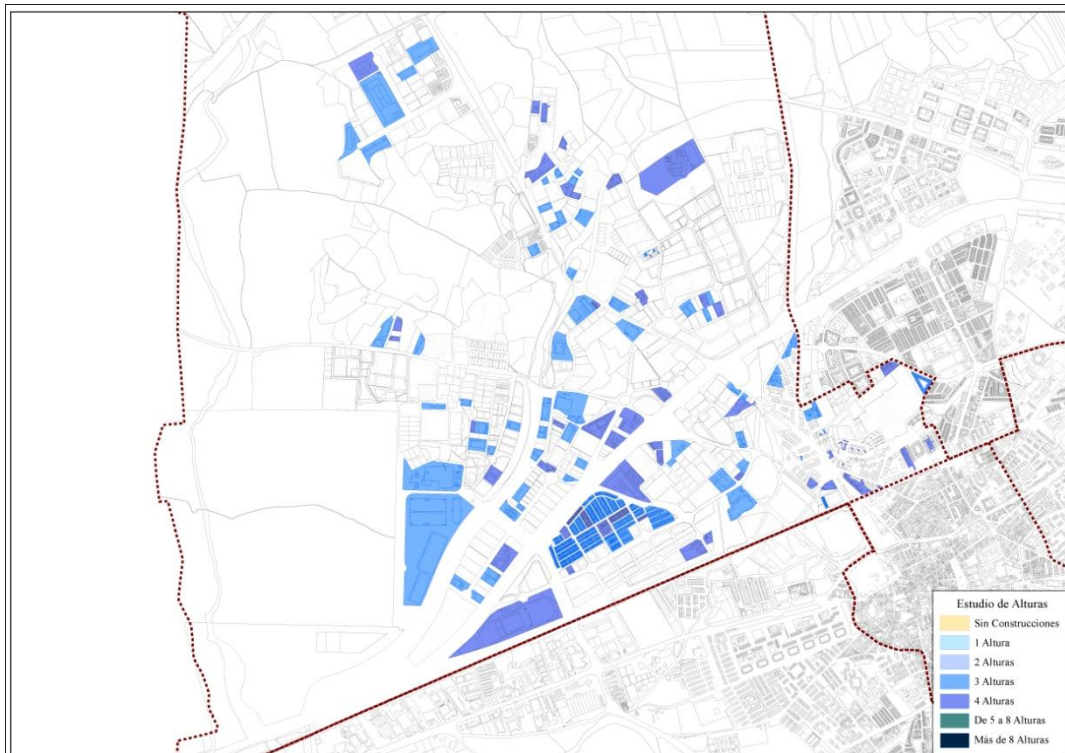 Estudio de Alturas
Sin Construcciones
1 Altura
2 Alturas
3 Alturas
4 Alturas
De 5 a 8 Alturas
Más de 8 Alturas